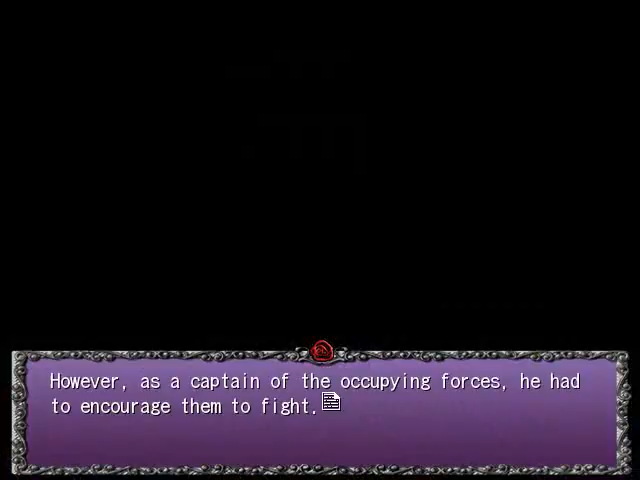 However, as a captain of the occupying forces, he had
to encourage them to fight.